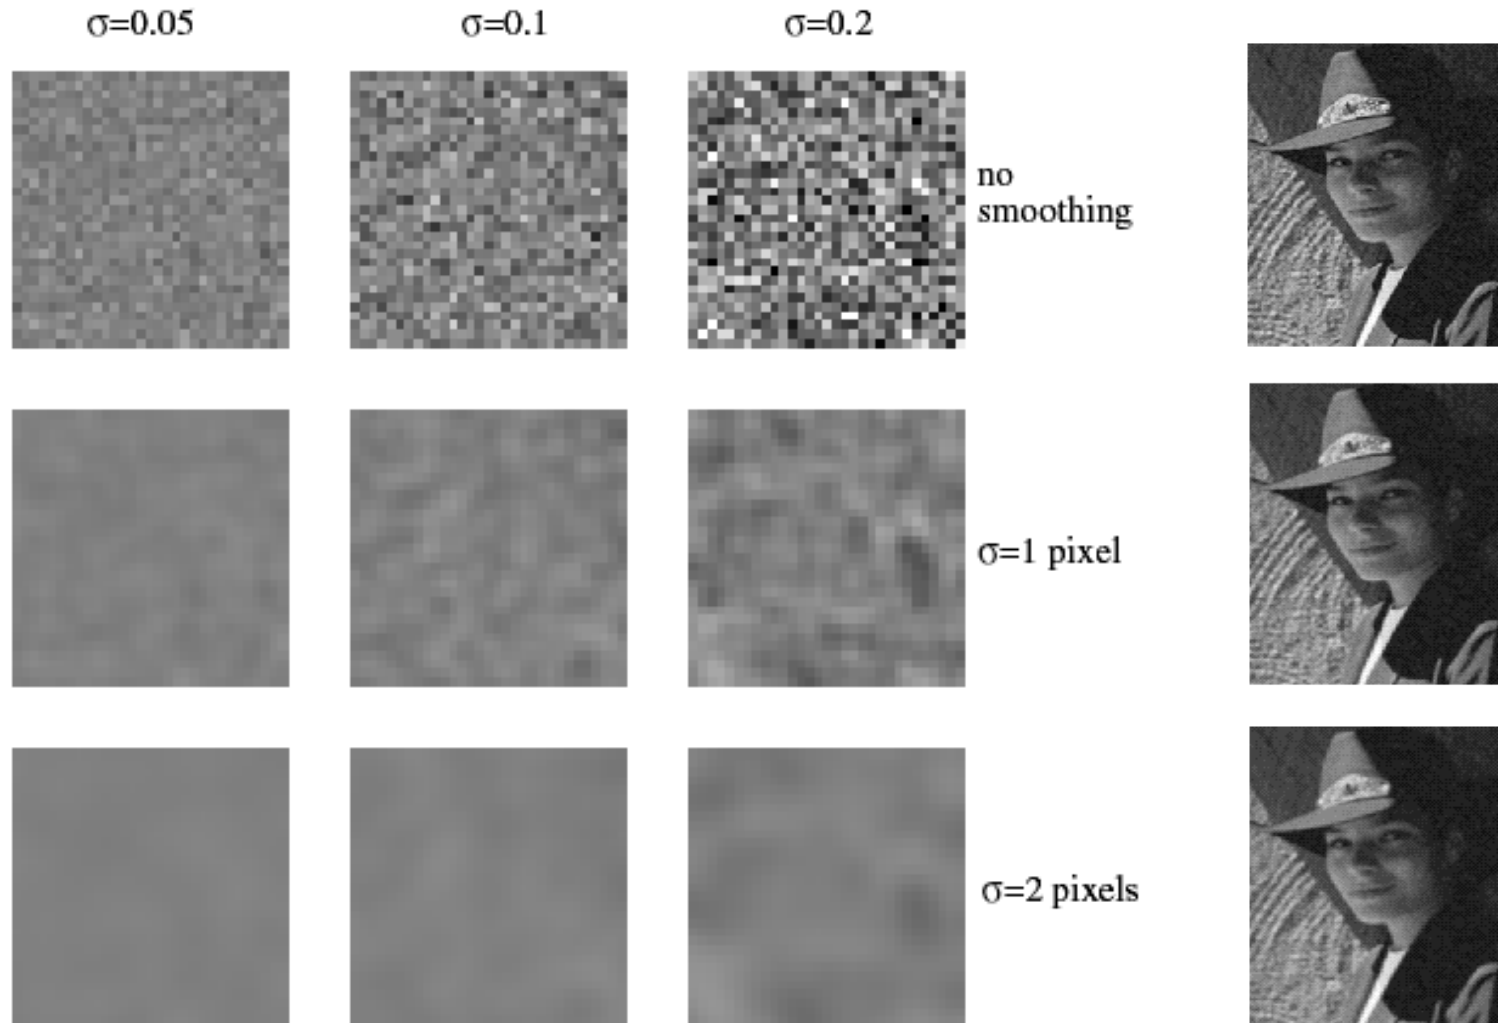 σ=0.05
σ=0.1
σ=0.2
no
smoothing
σ=1 pixel
σ=2 pixels